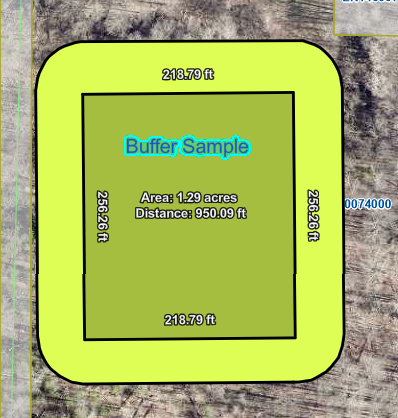 218.79 ft
Buffer Sample
256.26 ft
Area: 1.29 acres
Distance: 950.09 ft
256.26 ft
0074000
218.79 ft